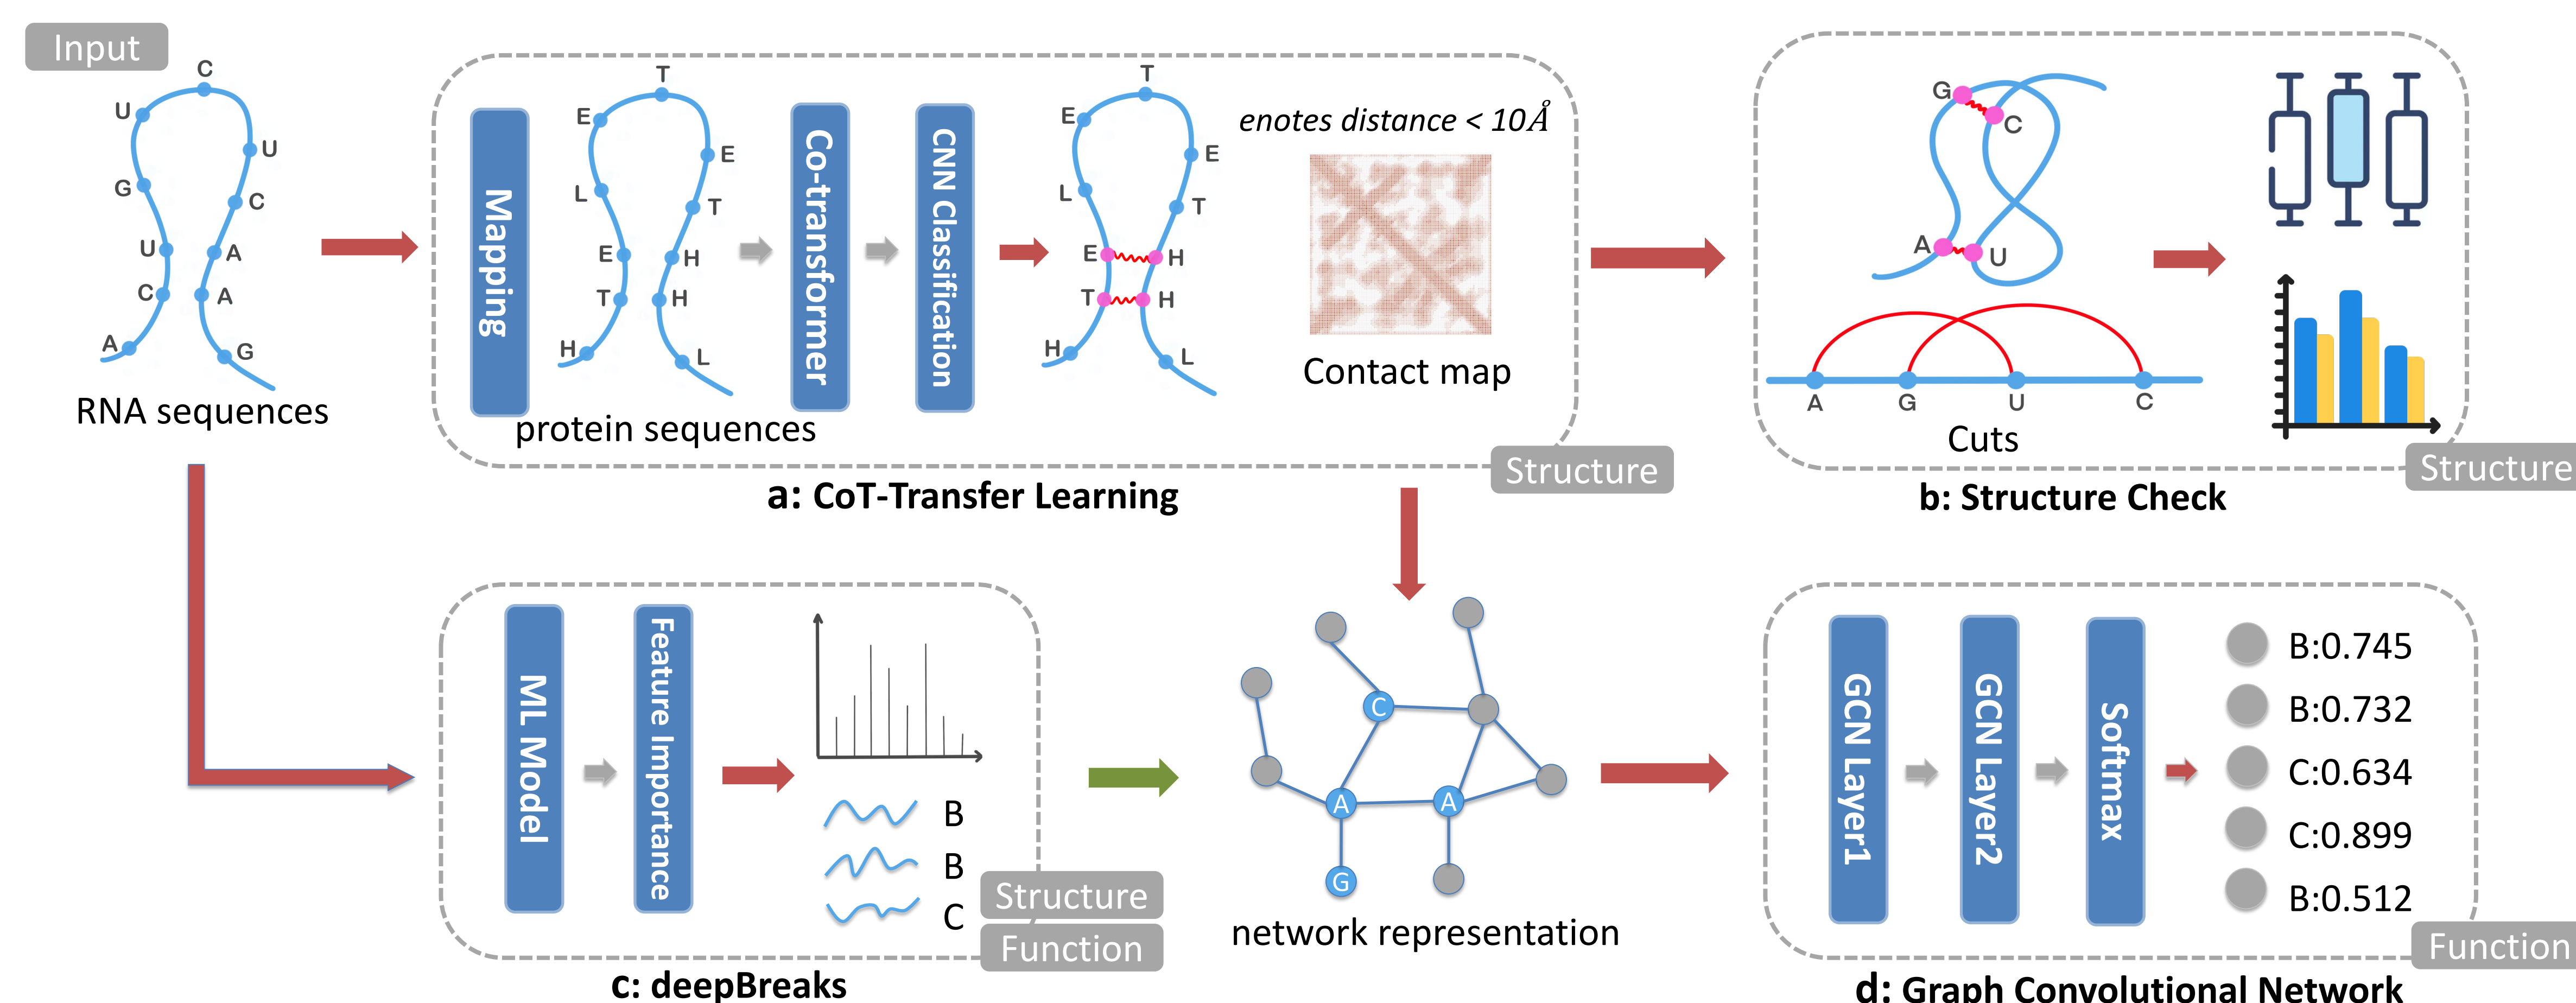 Input
C
U
U
G
C
U
A
C
A
A
G
RNA sequences
Mapping
T
E
E
L
T
E
H
T
H
H
L
protein sequences
Co-transformer
CNN Classification
T
E
E
L
T
E
H
T
H
H
L
enotes distance < 10Å
Contact map
Structure
a: CoT-Transfer Learning
G
C
A
U
A
G
U
C
Cuts
Structure
b: Structure Check
ML Model
Feature Importance
B
B
C
Structure
Function
c: deepBreaks
C
A
A
G
network representation
GCN Layer1
GCN Layer2
Softmax
B:0.745
B:0.732
C:0.634
C:0.899
B:0.512
Function
d: Graph Convolutional Network